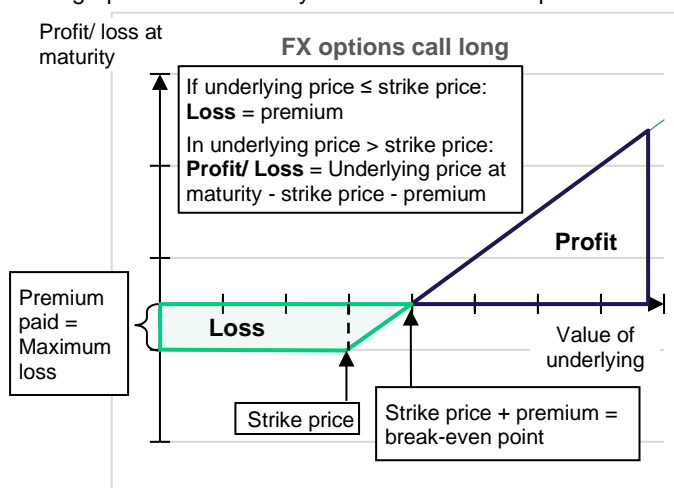 Profit/ loss at
maturity
FX options call long
If underlying price ≤ strike price:
Loss = premium
In underlying price > strike price:
Profit/ Loss = Underlying price at
maturity - strike price - premium
Profit
Premium
paid =
Maximum
loss
Loss
Value of
underlying
Strike price
Strike price + premium =
break-even point